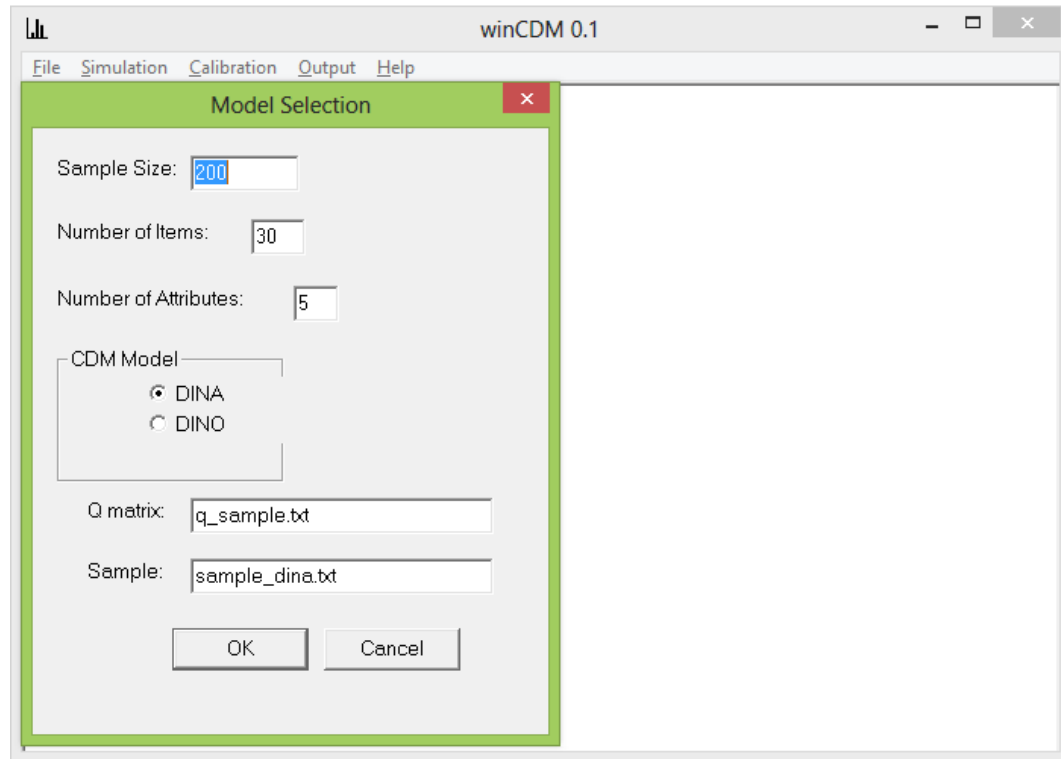 winCDM 0.1
File Simulation Calibration Output Help
Model Selection
Sample Size: 200
Number of Items: 30
Number of Attributes: 5
CDM Model
DINA
DINO
Q matrix: q_sample.txt
Sample: sample_dina.txt
OK Cancel